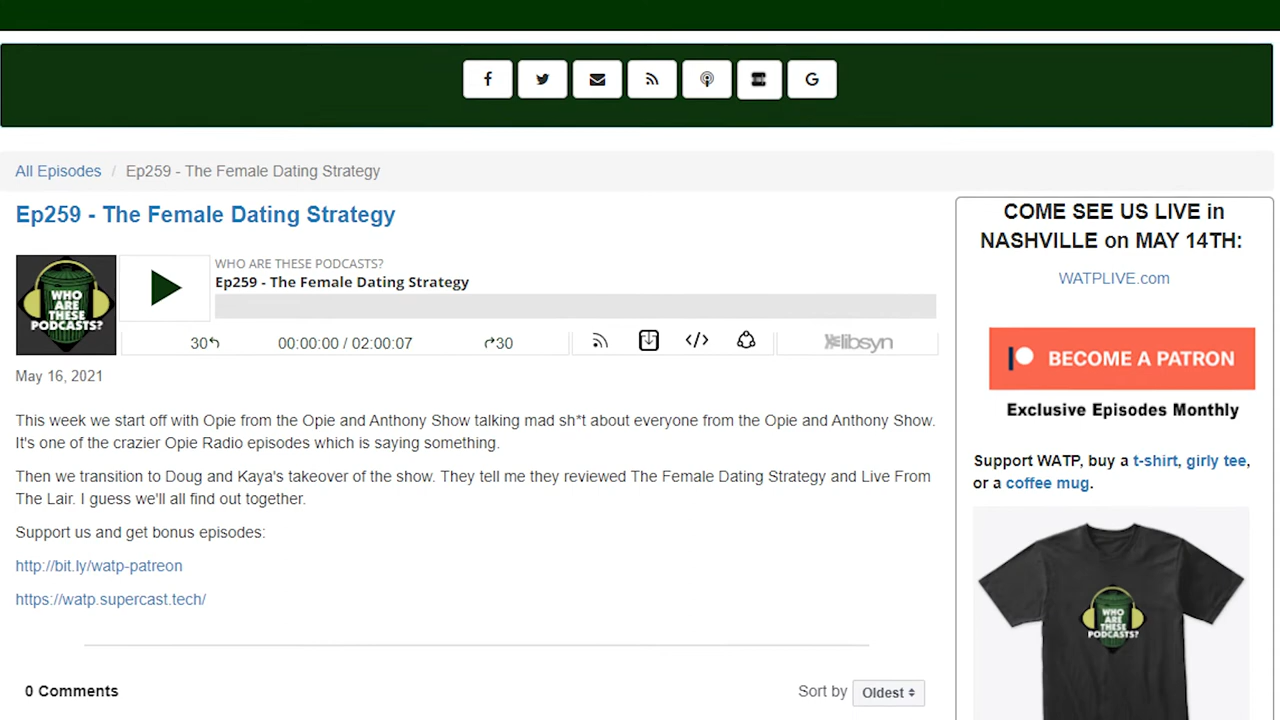 All Episodes / Ep259 - The Female Dating Strategy
Ep259 - The Female Dating Strategy
WHO ARE THESE PODCASTS?
WHO ARE THESE PODCASTS?
Ep259 - The Female Dating Strategy
30 00:00:00 / 02:00:07 30 </> libsyn
May 16, 2021
This week we start off with Opie from the Opie and Anthony Show talking mad sh*t about everyone from the Opie and Anthony Show.
It's one of the crazier Opie Radio episodes which is saying something.
Then we transition to Doug and Kaya's takeover of the show. They tell me they reviewed The Female Dating Strategy and Live From
The Lair. I guess we'll all find out together.
Support us and get bonus episodes:
http://bit.ly/watp-patreon
https://watp.supercast.tech/
0 Comments
Sort by Oldest
COME SEE US LIVE in
NASHVILLE on MAY 14TH:
WATPLIVE.com
BECOME A PATRON
Exclusive Episodes Monthly
Support WATP, buy a t-shirt, girly tee,
or a coffee mug.
WHO
ARE
THESE
PODCASTS?